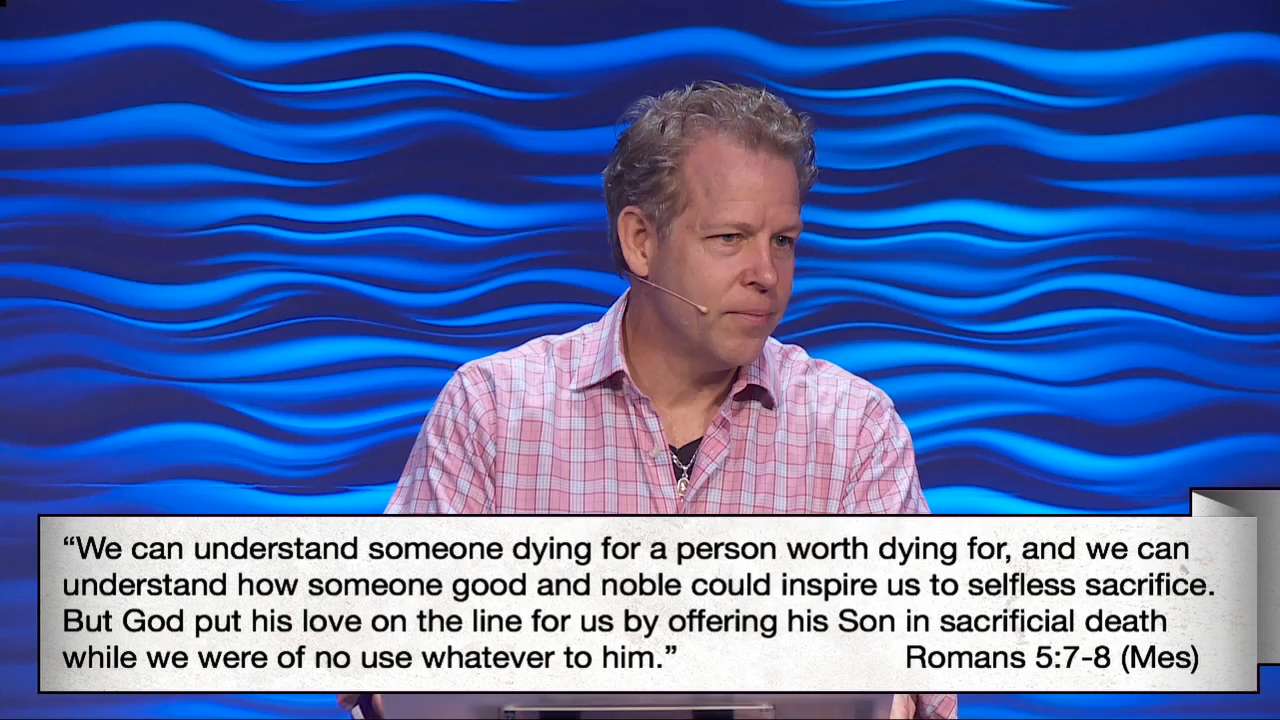 “We can understand someone dying for a person worth dying for, and we can
understand how someone good and noble could inspire us to selfless sacrifice.
But God put his love on the line for us by offering his Son in sacrificial death
while we were of no use whatever to him.” Romans 5:7-8 (Mes)